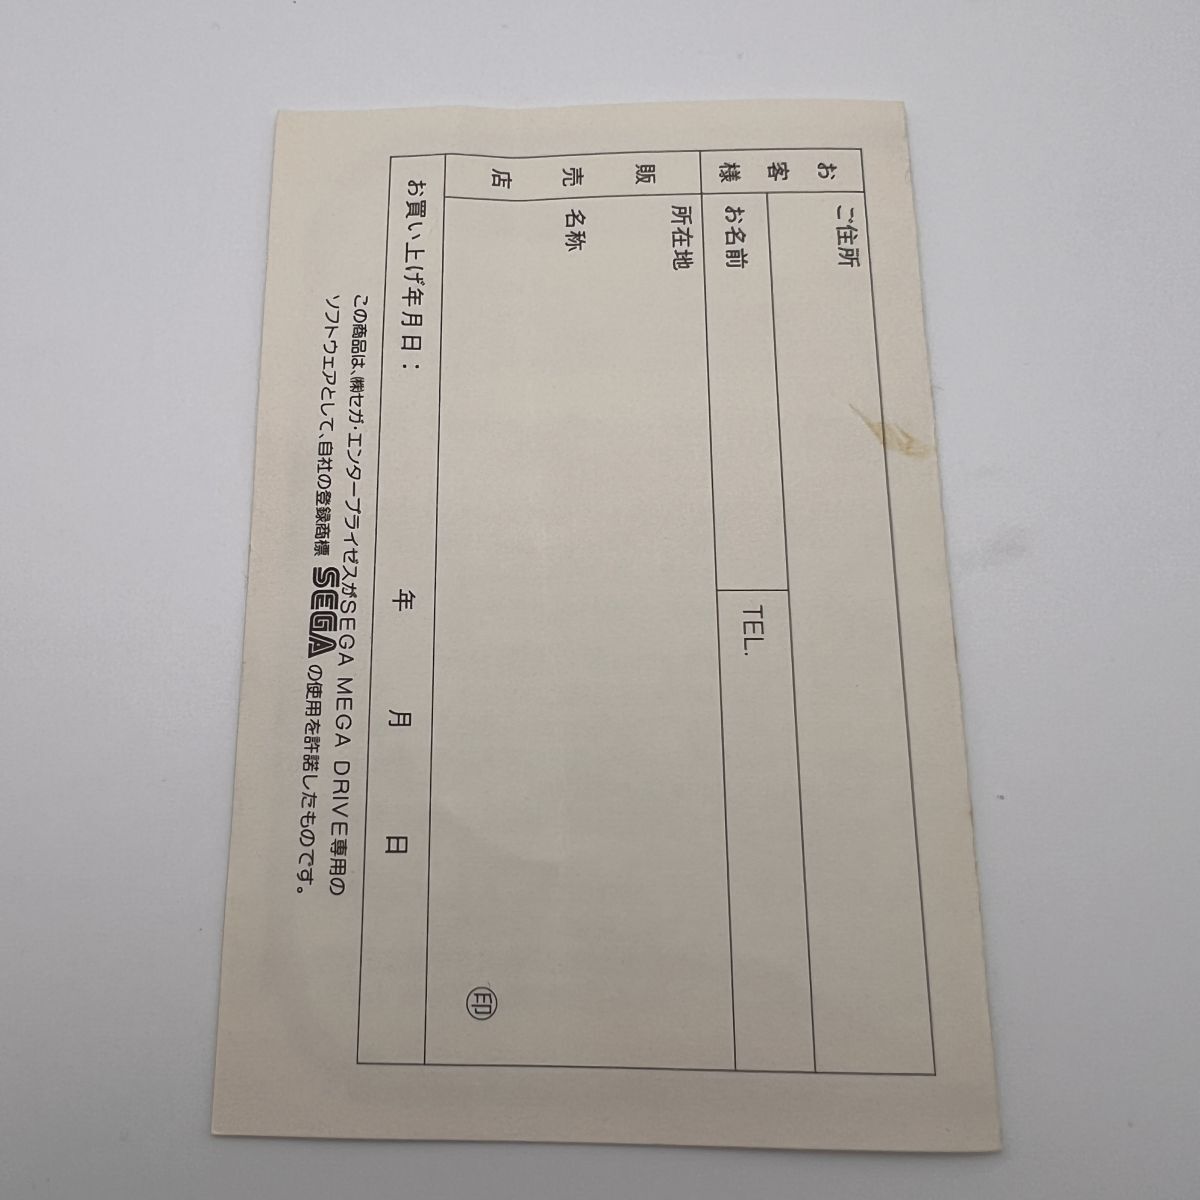 お客様
ご住所
お名前
TEL.
販売店
所在地
名称
印
お買い上げ年月日： 年 月 日
この商品は、㈱セガ・エンタープライゼスがSEGA MEGA DRIVE専用の
ソフトウェアとして、自社の登録商標 SEGA の使用を許諾したものです。